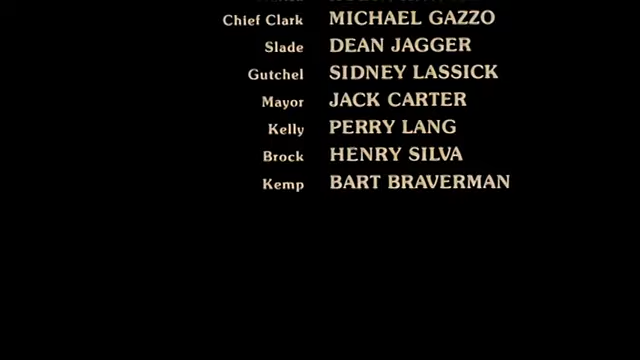 Chief Clark MICHAEL GAZZO
Slade DEAN JAGGER
Gutchel SIDNEY LASSICK
Mayor JACK CARTER
Kelly PERRY LANG
Brock HENRY SILVA
Kemp BART BRAVERMAN